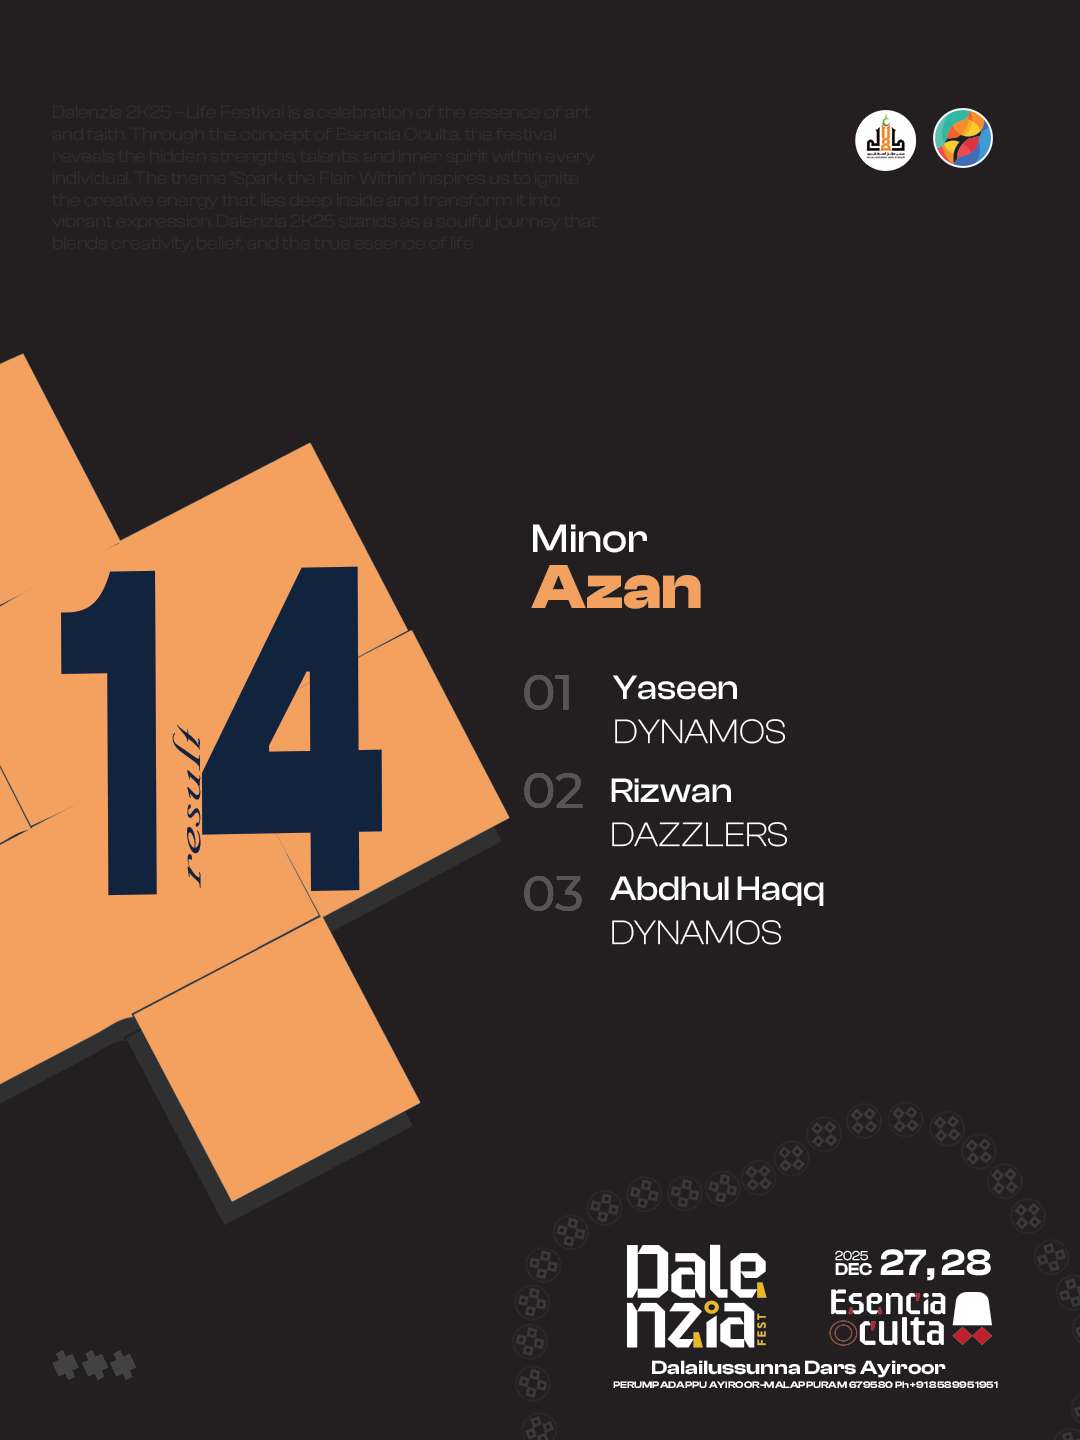 Dalenzia 2K25 - Life Festival is a celebration of the essence of art
and faith. Through the concept of Esencia Oculta, the festival
reveals the hidden strengths, talents, and inner spirit within every
individual. The theme "Spark the Flair Within" inspires us to ignite
the creative energy that lies deep inside and transform it into
vibrant expression. Dalenzia 2K25 stands as a soulful journey that
blends creativity, belief, and the true essence of life
14
result
Minor
Azan
01 Yaseen
DYNAMOS
02 Rizwan
DAZZLERS
03 Abdhul Haqq
DYNAMOS
Dale
nzia FEST
2025
DEC 27, 28
Esencia
Oculta
Dalailussunna Dars Ayiroor
PERUMPADAPPU AYIROOR-MALAPPURAM 679580 Ph+918589951951